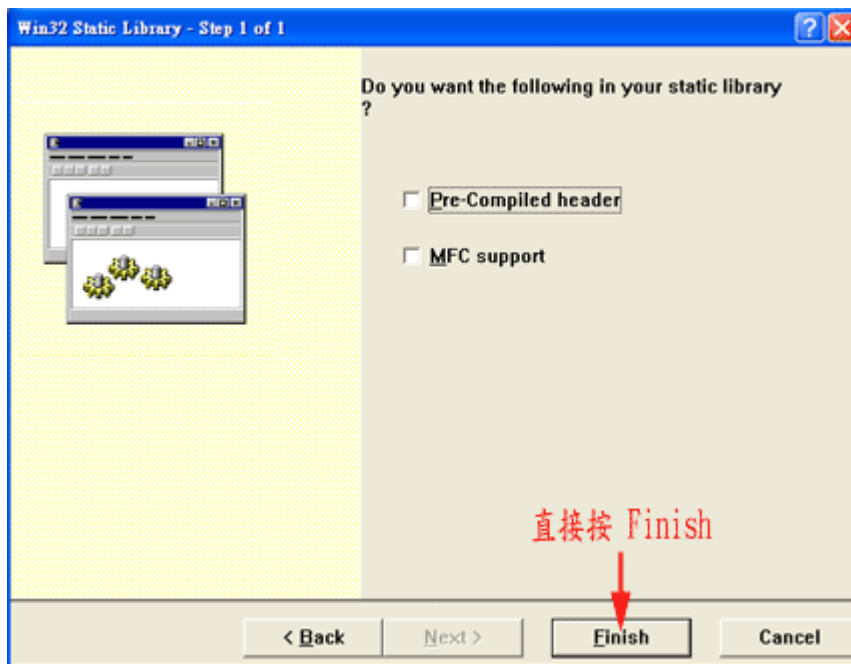 Win32 Static Library - Step 1 of 1
Do you want the following in your static library
?
Pre-Compiled header
MFC support
直接按 Finish
< Back
Next >
Finish
Cancel